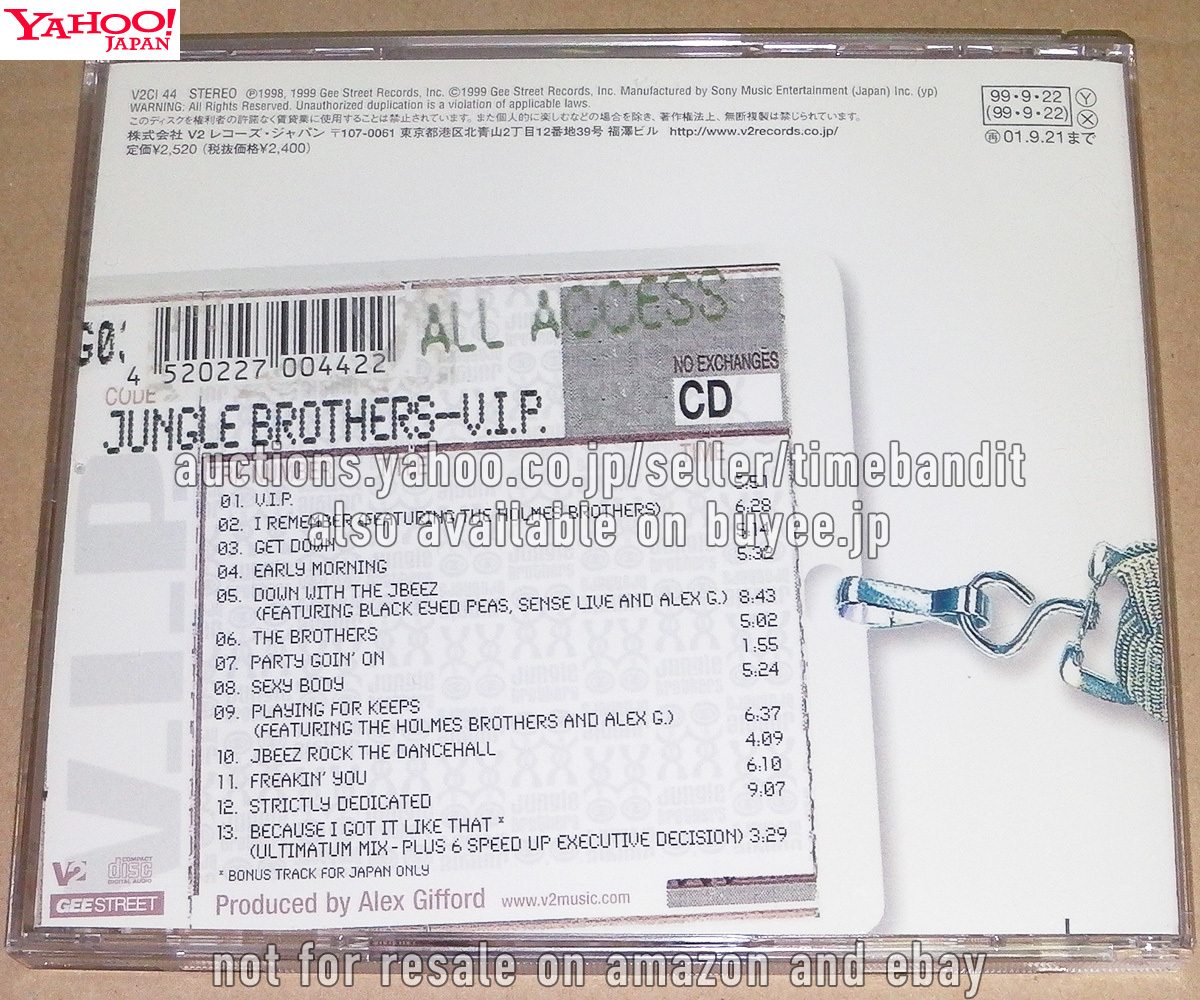 YAHOO!
JAPAN
V2CI 44 STEREO ℗1998, 1999 Gee Street Records, Inc. ©1999 Gee Street Records, Inc. Manufactured by Sony Music Entertainment (Japan) Inc. (yp)
WARNING: All Rights Reserved. Unauthorized duplication is a violation of applicable laws.
このディスクを権利者の許諾なく賃貸業に使用することは禁止されています。また個人的に楽しむなどの場合を除き、著作権法上、無断複製は禁じられています。
株式会社 V2 レコーズ・ジャパン 〒107-0061 東京都港区北青山2丁目12番地39号 福澤ビル http://www.v2records.co.jp/
定価¥2,520 (税抜価格¥2,400)
99・9・22 Y
(99・9・22) X
再 01.9.21まで
ALL ACCESS
4 520227 004422
NO EXCHANGES
CODE
CD
JUNGLE BROTHERS-V.I.P.
TIME
auctions.yahoo.co.jp/seller/timebandit
01. V.I.P. 5:51
02. I REMEMBER (FEATURING THE HOLMES BROTHERS) 6:28
also available on buyee.jp
03. GET DOWN 5:14
04. EARLY MORNING 5:32
05. DOWN WITH THE JBEEZ
(FEATURING BLACK EYED PEAS, SENSE LIVE AND ALEX G.) 8:43
06. THE BROTHERS 5:02
07. PARTY GOIN' ON 1:55
08. SEXY BODY 5:24
09. PLAYING FOR KEEPS
(FEATURING THE HOLMES BROTHERS AND ALEX G.) 6:37
10. JBEEZ ROCK THE DANCEHALL 4:09
11. FREAKIN' YOU 6:10
12. STRICTLY DEDICATED 9:07
13. BECAUSE I GOT IT LIKE THAT *
(ULTIMATUM MIX - PLUS 6 SPEED UP EXECUTIVE DECISION) 3:29
* BONUS TRACK FOR JAPAN ONLY
V.I.P
V2 COMPACT disc DIGITAL AUDIO
GEE STREET
Produced by Alex Gifford www.v2music.com
not for resale on amazon and ebay